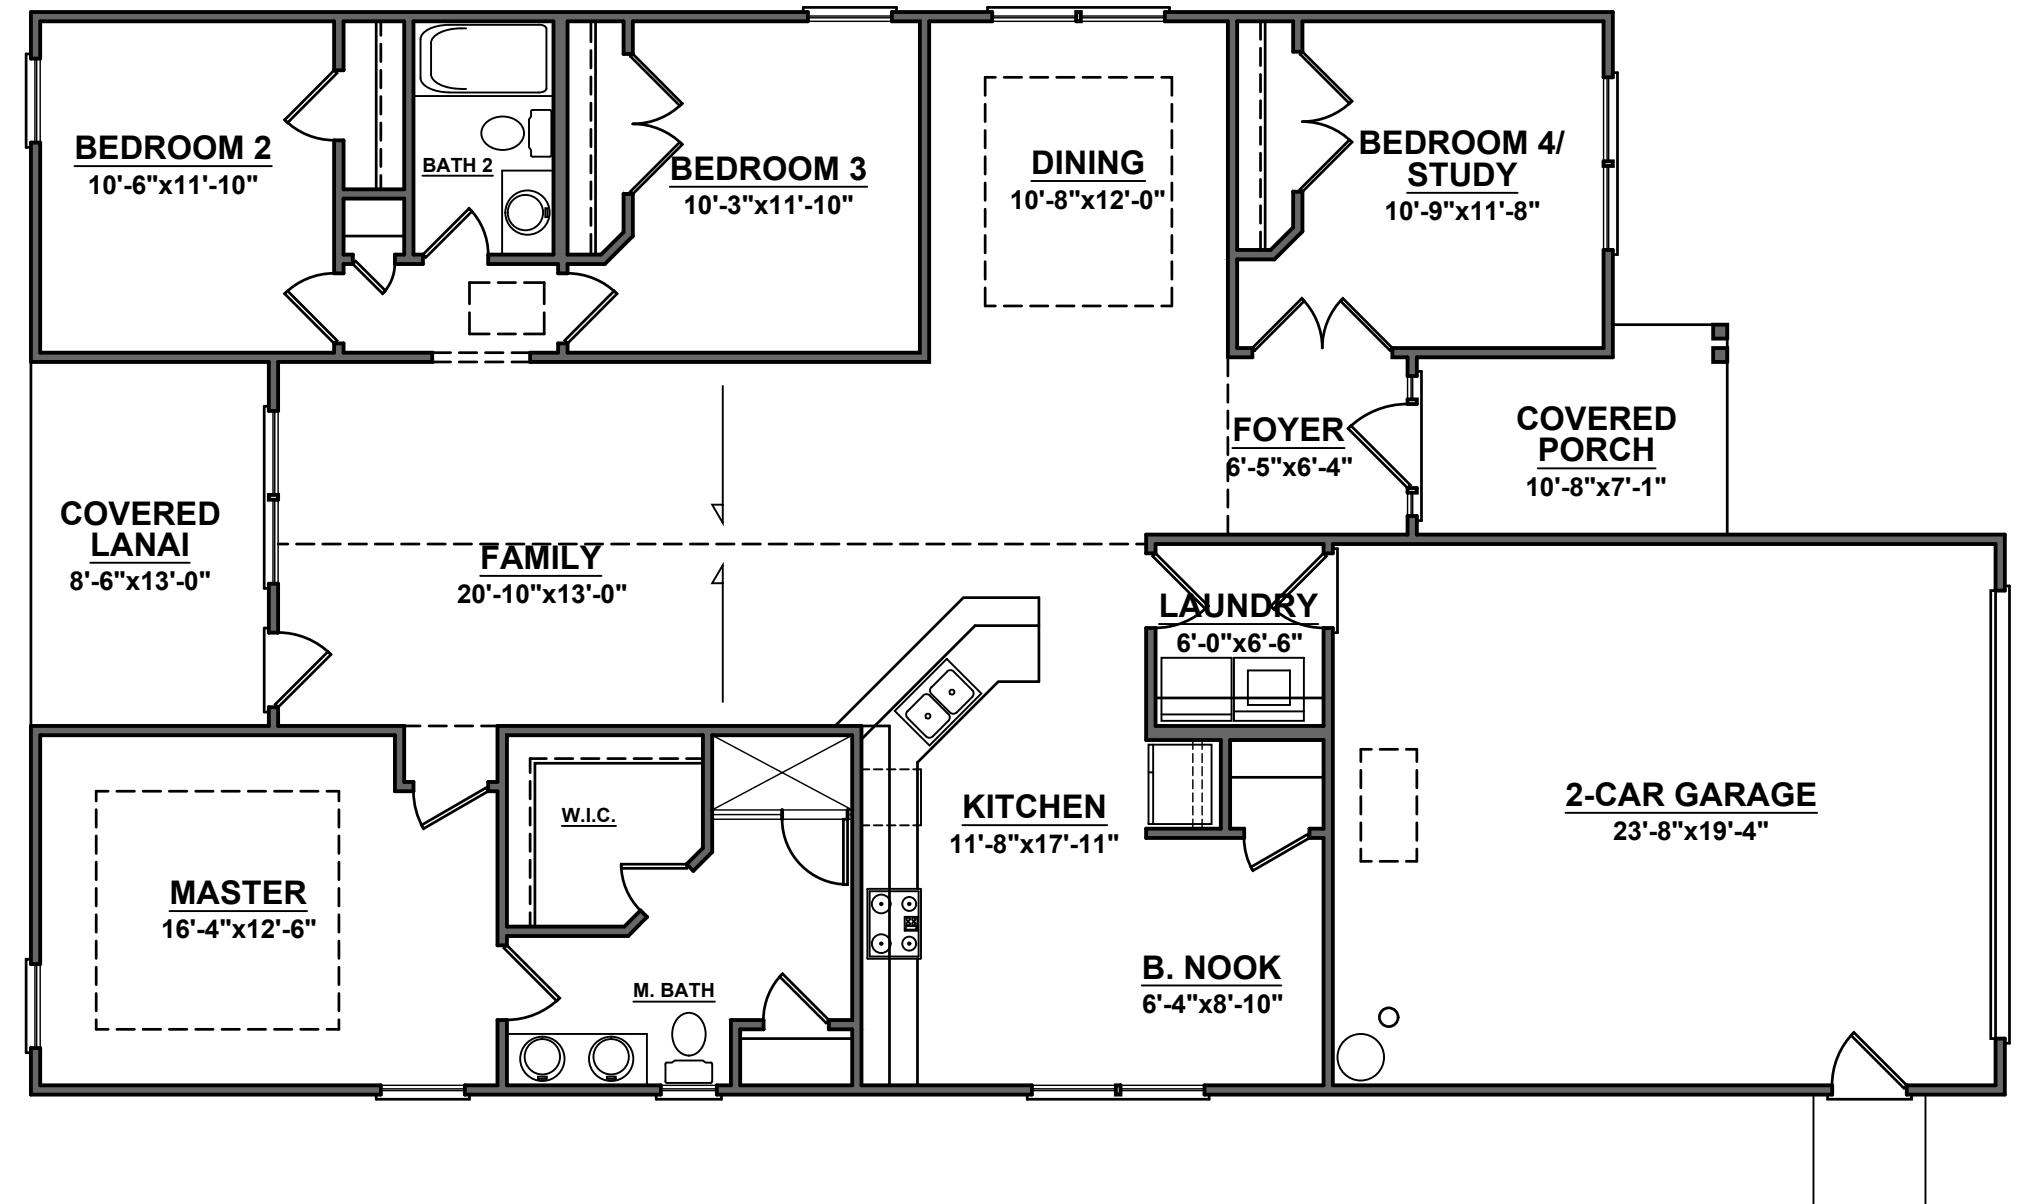 BEDROOM 2
10'-6"x11'-10"
BATH 2
BEDROOM 3
10'-3"x11'-10"
DINING
10'-8"x12'-0"
BEDROOM 4/
STUDY
10'-9"x11'-8"
FOYER
6'-5"x6'-4"
COVERED
PORCH
10'-8"x7'-1"
COVERED
LANAI
8'-6"x13'-0"
FAMILY
20'-10"x13'-0"
LAUNDRY
6'-0"x6'-6"
MASTER
16'-4"x12'-6"
W.I.C.
M. BATH
KITCHEN
11'-8"x17'-11"
B. NOOK
6'-4"x8'-10"
2-CAR GARAGE
23'-8"x19'-4"